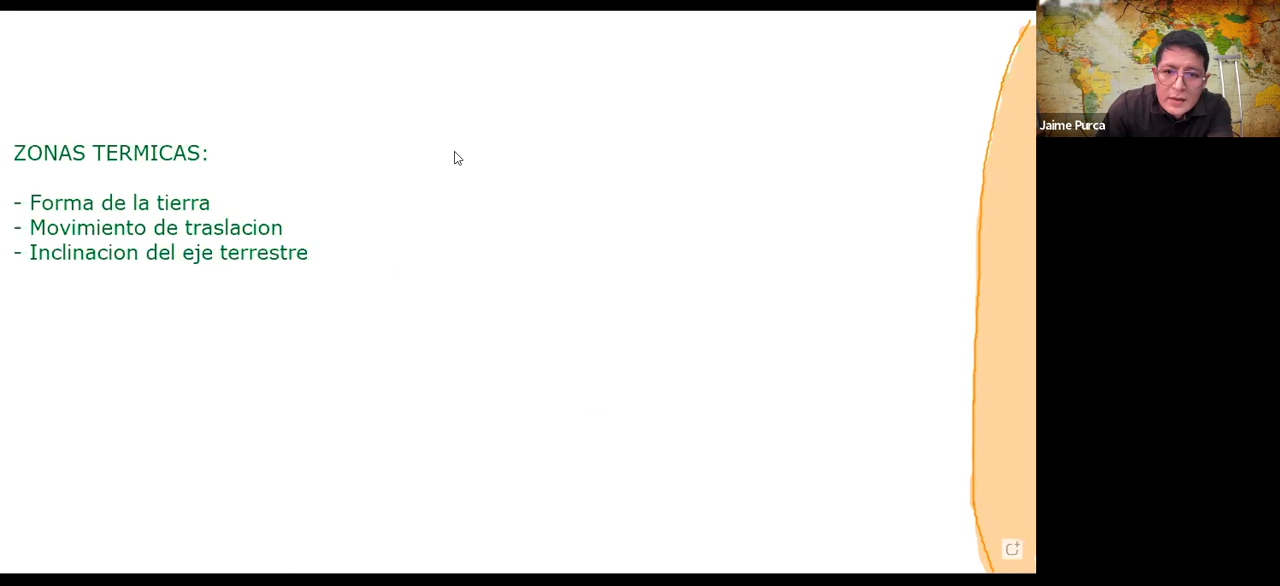 ZONAS TERMICAS:
- Forma de la tierra
- Movimiento de traslacion
- Inclinacion del eje terrestre
Jaime Purca